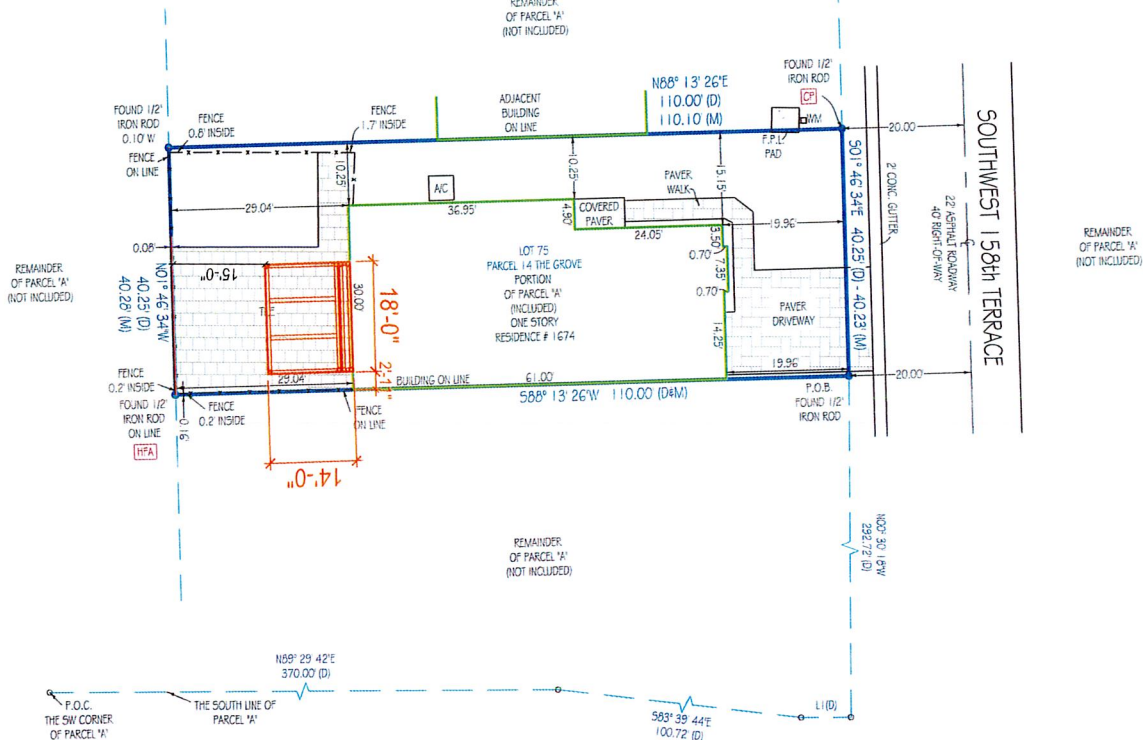 REMAINDER
OF PARCEL 'A'
(NOT INCLUDED)
FOUND 1/2'
IRON ROD
0.10' W
FENCE
0.8' INSIDE
FENCE
1.7' INSIDE
FENCE
ON LINE
ADJACENT
BUILDING
ON LINE
N88° 13' 26"E
110.00' (D)
110.10' (M)
FOUND 1/2'
IRON ROD
CP
WM
F.P.L.
PAD
20.00'
10.25'
A/C
29.04'
36.95'
10.25'
4.90'
COVERED
PAVER
PAVER
WALK
15.15'
19.96
24.05'
3.50'
0.70'
7.35'
0.70'
14.25'
S01° 46' 34"E 40.25' (D) - 40.23' (M)
2' CONC. GUTTER
22' ASPHALT ROADWAY
40' RIGHT-OF-WAY
SOUTHWEST 158th TERRACE
REMAINDER
OF PARCEL 'A'
(NOT INCLUDED)
REMAINDER
OF PARCEL 'A'
(NOT INCLUDED)
0.08'
15'-0"
N01° 46' 34"W
40.25' (D)
40.28' (M)
30.00'
18'-0"
2'-11"
LOT 75
PARCEL 14 THE GROVE
PORTION
OF PARCEL 'A'
(INCLUDED)
ONE STORY
RESIDENCE # 1674
PAVER
DRIVEWAY
19.96
FENCE
0.2' INSIDE
29.04'
BUILDING ON LINE
61.00'
S88° 13' 26"W 110.00' (D&M)
20.00'
P.O.B.
FOUND 1/2'
IRON ROD
FOUND 1/2'
IRON ROD
ON LINE
HFA
0.16'
FENCE
0.2' INSIDE
FENCE
ON LINE
14'-0"
REMAINDER
OF PARCEL 'A'
(NOT INCLUDED)
N00° 30' 18"W
292.72' (D)
N89° 29' 42"E
370.00' (D)
P.O.C.
THE SW CORNER
OF PARCEL 'A'
THE SOUTH LINE OF
PARCEL 'A'
S83° 39' 44"E
100.72' (D)
L1(D)